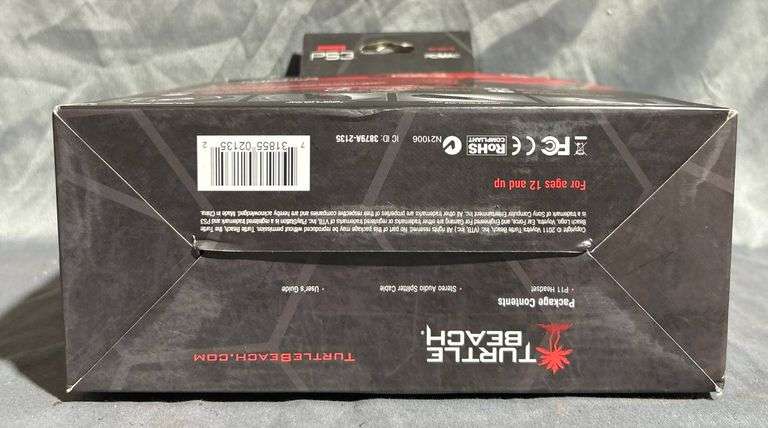 TURTLE
BEACH.
TURTLEBEACH.COM
Package Contents
· P11 Headset
· Stereo Audio Splitter Cable
· User's Guide
Copyright © 2011 Voyetra Turtle Beach, Inc. (VTB, Inc) All rights reserved. No part of this package may be reproduced without permission. Turtle Beach, the Turtle
Beach Logo, Voyetra, Ear Force, and Engineered For Gaming are trademarks or registered trademarks of VTB, Inc. PlayStation is a registered trademark and PS3
is a trademark of Sony Computer Entertainment Inc. All other trademarks are properties of their respective companies and are hereby acknowledged. Made in China.
For ages 12 and up
FC CE RoHS
COMPLIANT
N21006
IC ID: 3879A-2135
7 31855 02135 2
PS3